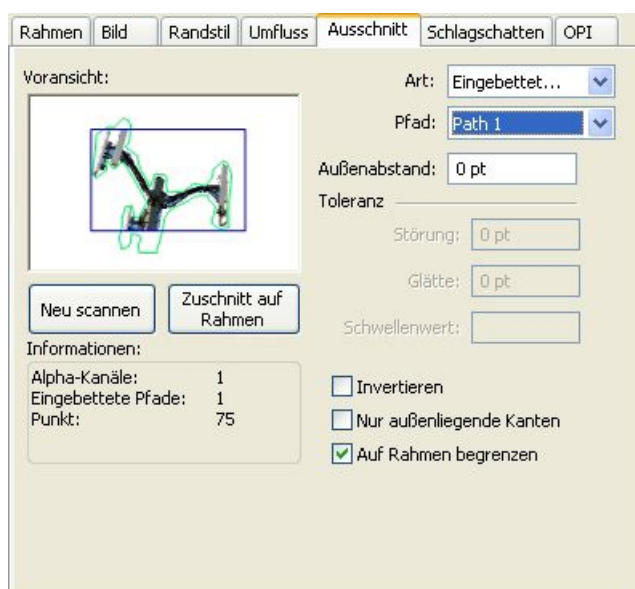 Rahmen Bild Randstil Umfluss Ausschnitt Schlagschatten OPI
Voransicht:
Art: Eingebettet...
Pfad: Path 1
Außenabstand: 0 pt
Toleranz
Störung: 0 pt
Glätte: 0 pt
Schwellenwert:
Neu scannen
Zuschnitt auf
Rahmen
Informationen:
Alpha-Kanäle: 1
Eingebettete Pfade: 1
Punkt: 75
Invertieren
Nur außenliegende Kanten
Auf Rahmen begrenzen